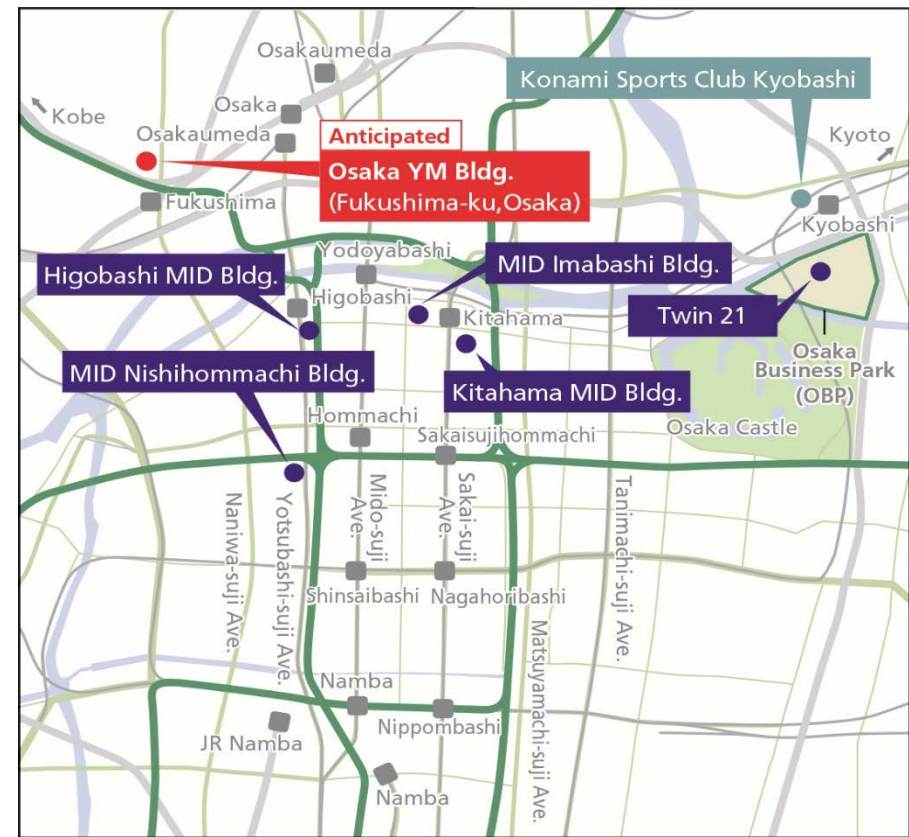 Osakaumeda
Konami Sports Club Kyobashi
Kobe
Osaka
Osakaumeda
Anticipated
Osaka YM Bldg.
(Fukushima-ku,Osaka)
Kyoto
Fukushima
Kyobashi
Yodoyabashi
Higobashi MID Bldg.
MID Imabashi Bldg.
Higobashi
Kitahama
Twin 21
MID Nishihommachi Bldg.
Kitahama MID Bldg.
Osaka
Business Park
(OBP)
Hommachi
Sakaisujihommachi
Osaka Castle
Naniwa-suji Ave.
Yotsubashi-suji Ave.
Mido-suji
Ave.
Sakai-suji
Ave.
Tanimachi-suji Ave.
Shinsaibashi
Nagahoribashi
Matsuyamachi-suji Ave.
Namba
Nippombashi
JR Namba
Namba